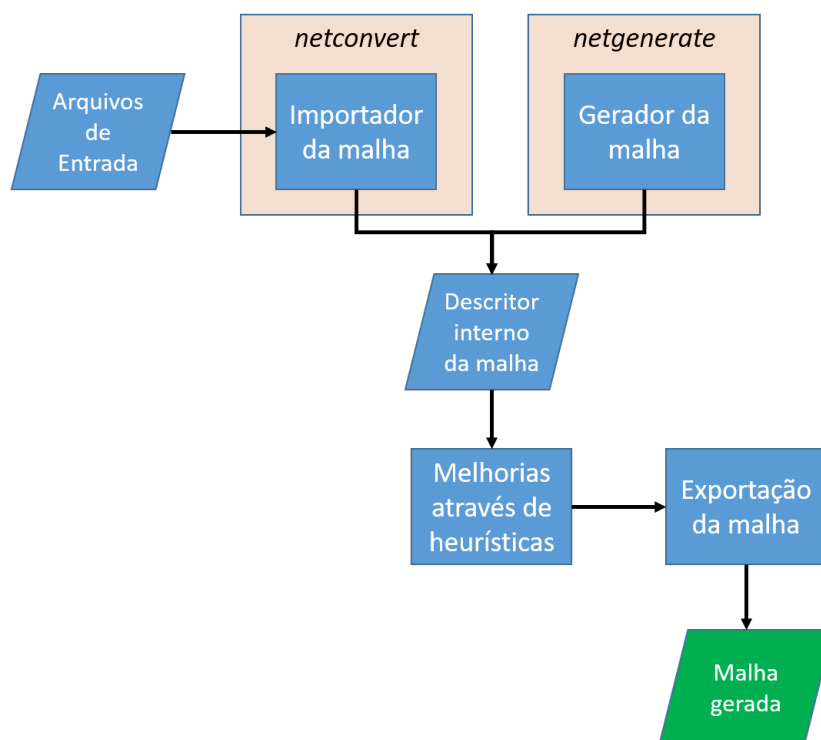 netconvert
netgenerate
Arquivos
de
Entrada
Importador
da malha
Gerador da
malha
Descritor
interno
da malha
Melhorias
através de
heurísticas
Exportação
da malha
Malha
gerada